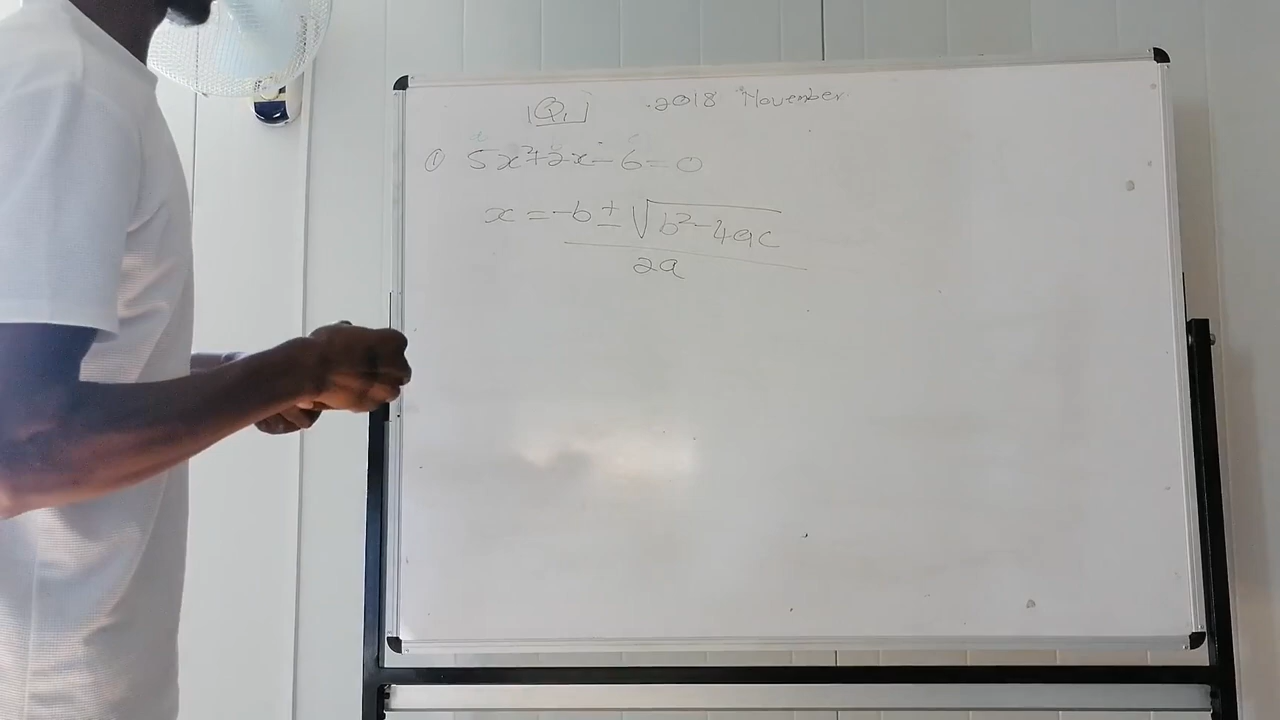 Q1 2018 November
① 5x²+2x-6=0
x = -b ± √b²-4ac
2a